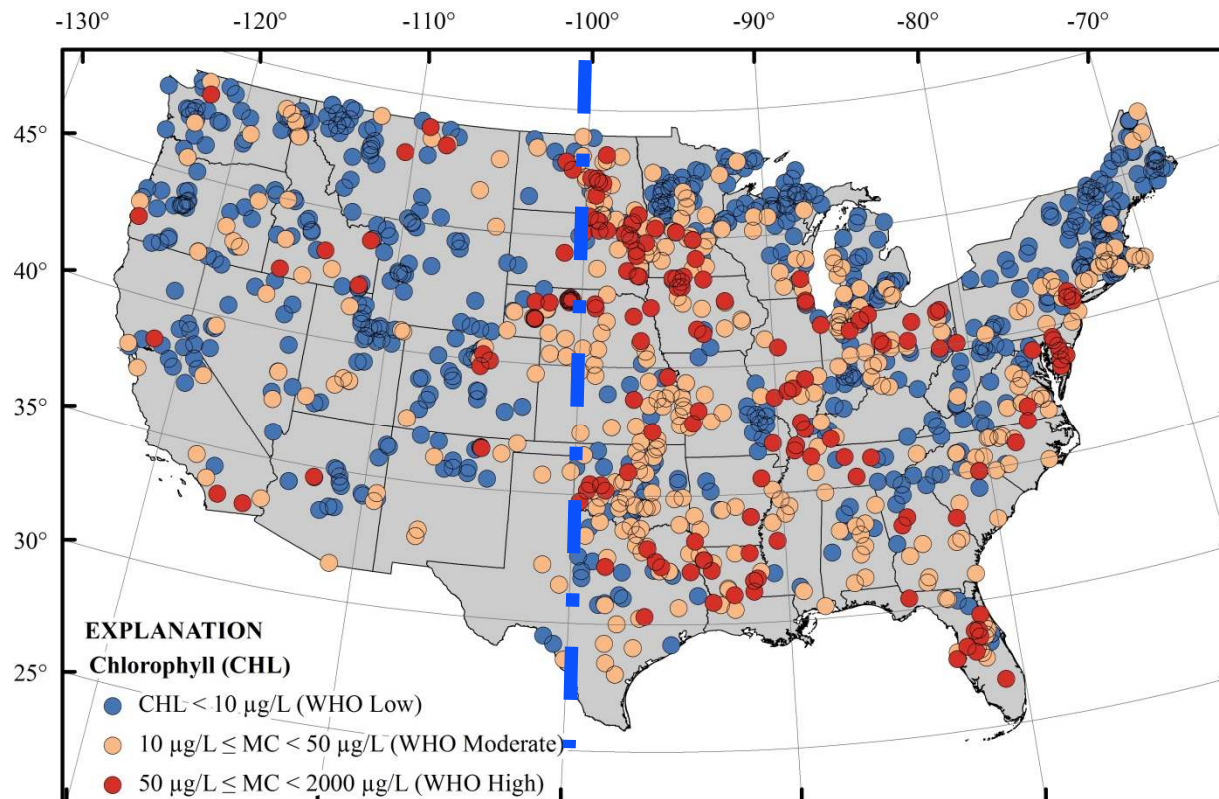 -130° -120° -110° -100° -90° -80° -70°
45°
40°
35°
30°
25°
EXPLANATION
Chlorophyll (CHL)
CHL < 10 µg/L (WHO Low)
10 µg/L ≤ MC < 50 µg/L (WHO Moderate)
50 µg/L ≤ MC < 2000 µg/L (WHO High)